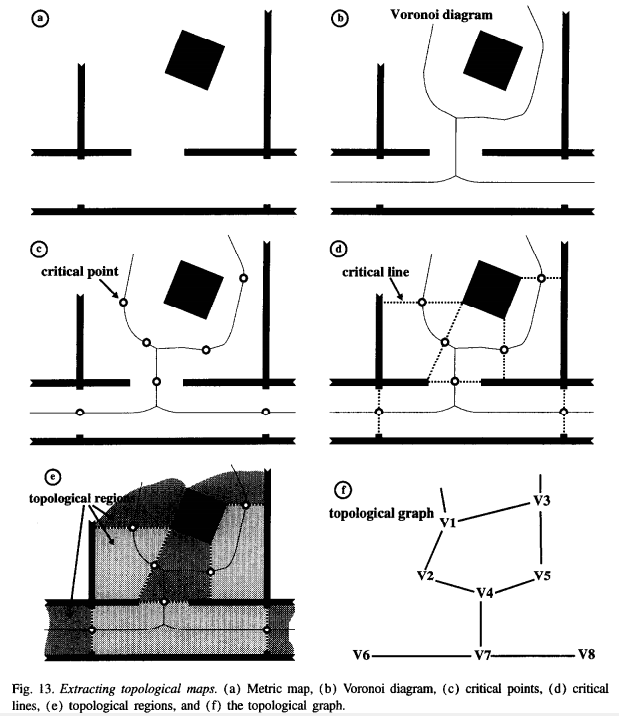 a
b
Voronoi diagram
c
critical point
d
critical line
e
topological regions
f
topological graph
V3
V1
V2
V5
V4
V6
V7
V8
Fig. 13. Extracting topological maps. (a) Metric map, (b) Voronoi diagram, (c) critical points, (d) critical
lines, (e) topological regions, and (f) the topological graph.